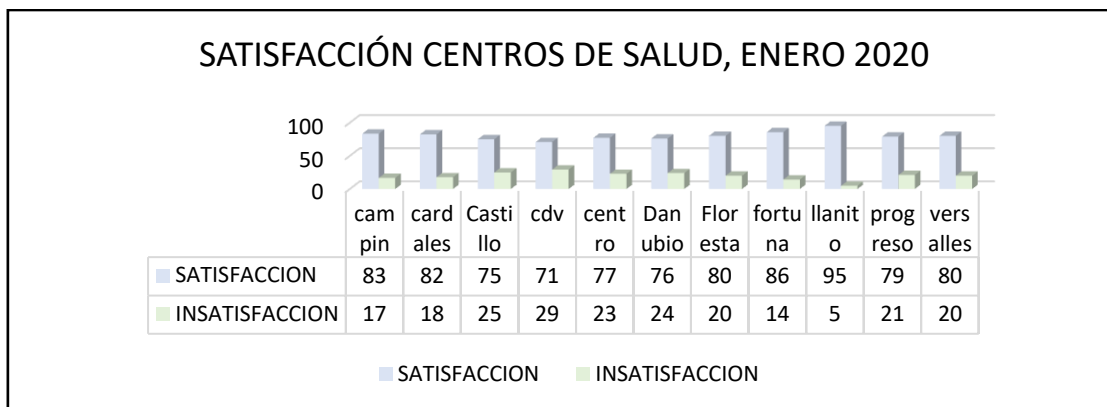 SATISFACCIÓN CENTROS DE SALUD, ENERO 2020
100
50
0
cam
pin
card
ales
Casti
llo
cdv
cent
ro
Dan
ubio
Flor
esta
fortu
na
llanit
o
prog
reso
vers
alles
SATISFACCION 83 82 75 71 77 76 80 86 95 79 80
INSATISFACCION 17 18 25 29 23 24 20 14 5 21 20
SATISFACCION INSATISFACCION